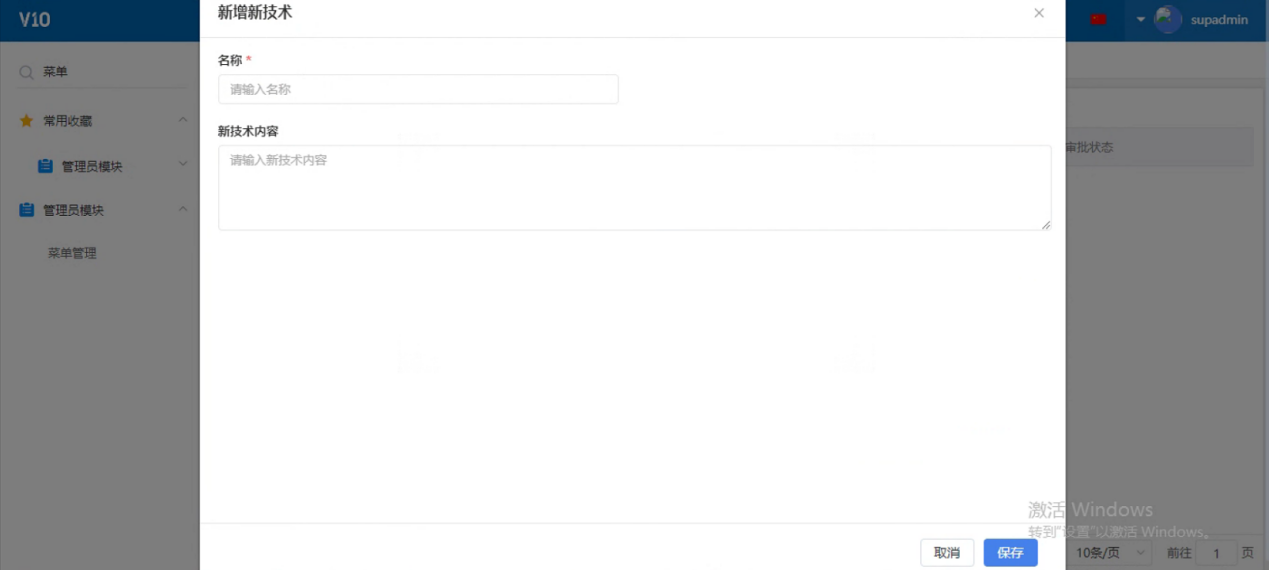 V10
新增新技术
supadmin
菜单
名称 *
请输入名称
常用收藏
新技术内容
审批状态
请输入新技术内容
管理员模块
管理员模块
菜单管理
激活 Windows
转到"设置"以激活 Windows。
取消
保存
10条/页
前往 1 页